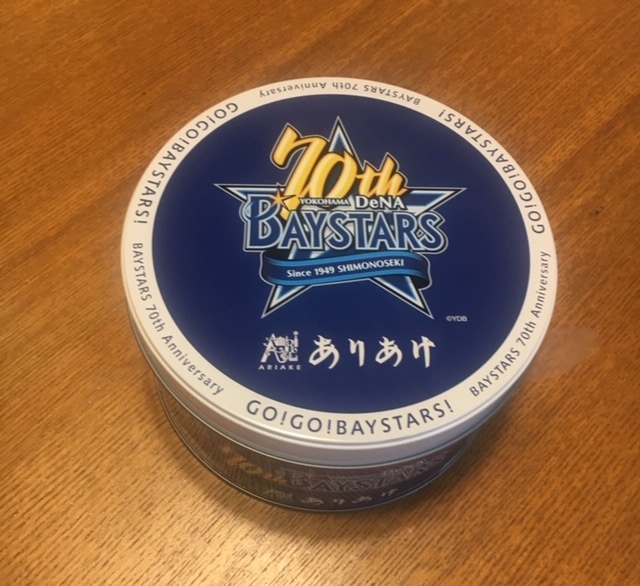 70th
YOKOHAMA DeNA
BAYSTARS
Since 1949 SHIMONOSEKI
©YDB
ARIAKE
ありあけ
GO!GO!BAYSTARS!
BAYSTARS 70th Anniversary
GO!GO!BAYSTARS!
BAYSTARS 70th Anniversary
GO!GO!BAYSTARS!
BAYSTARS 70th Anniversary
70th
BAYSTARS
ありあけ